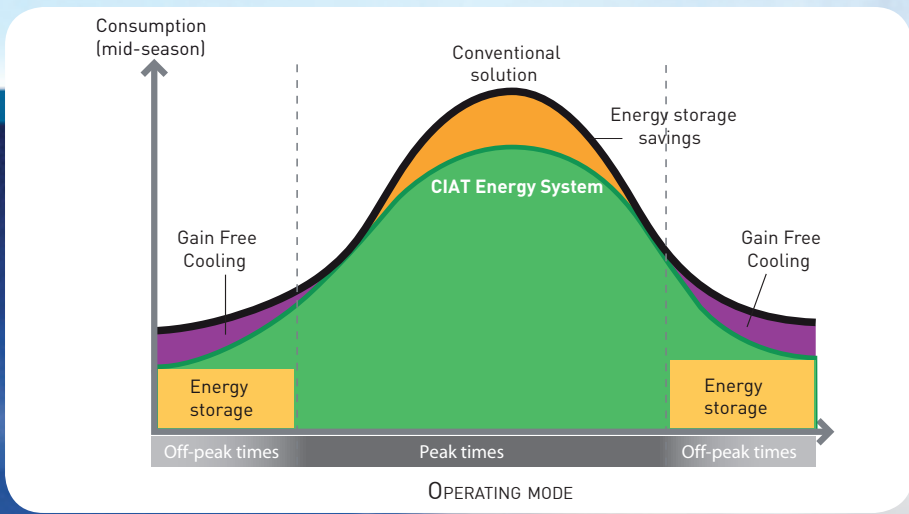 Consumption
(mid-season)
Conventional
solution
Energy storage
savings
CIAT Energy System
Gain Free
Cooling
Gain Free
Cooling
Energy
storage
Energy
storage
Off-peak times
Peak times
Off-peak times
OPERATING MODE